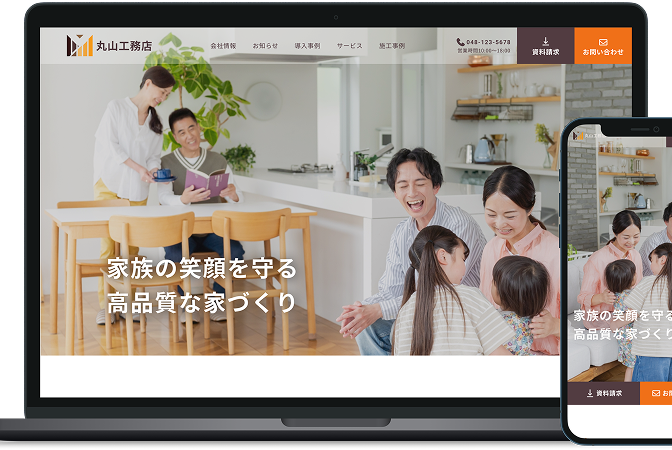 丸山工務店
会社情報 お知らせ 導入事例 サービス 施工事例
048-123-5678
営業時間10:00～18:00
資料請求
お問い合わせ
家族の笑顔を守る
高品質な家づくり
家族の笑顔を守る
高品質な家づくり
資料請求
お問